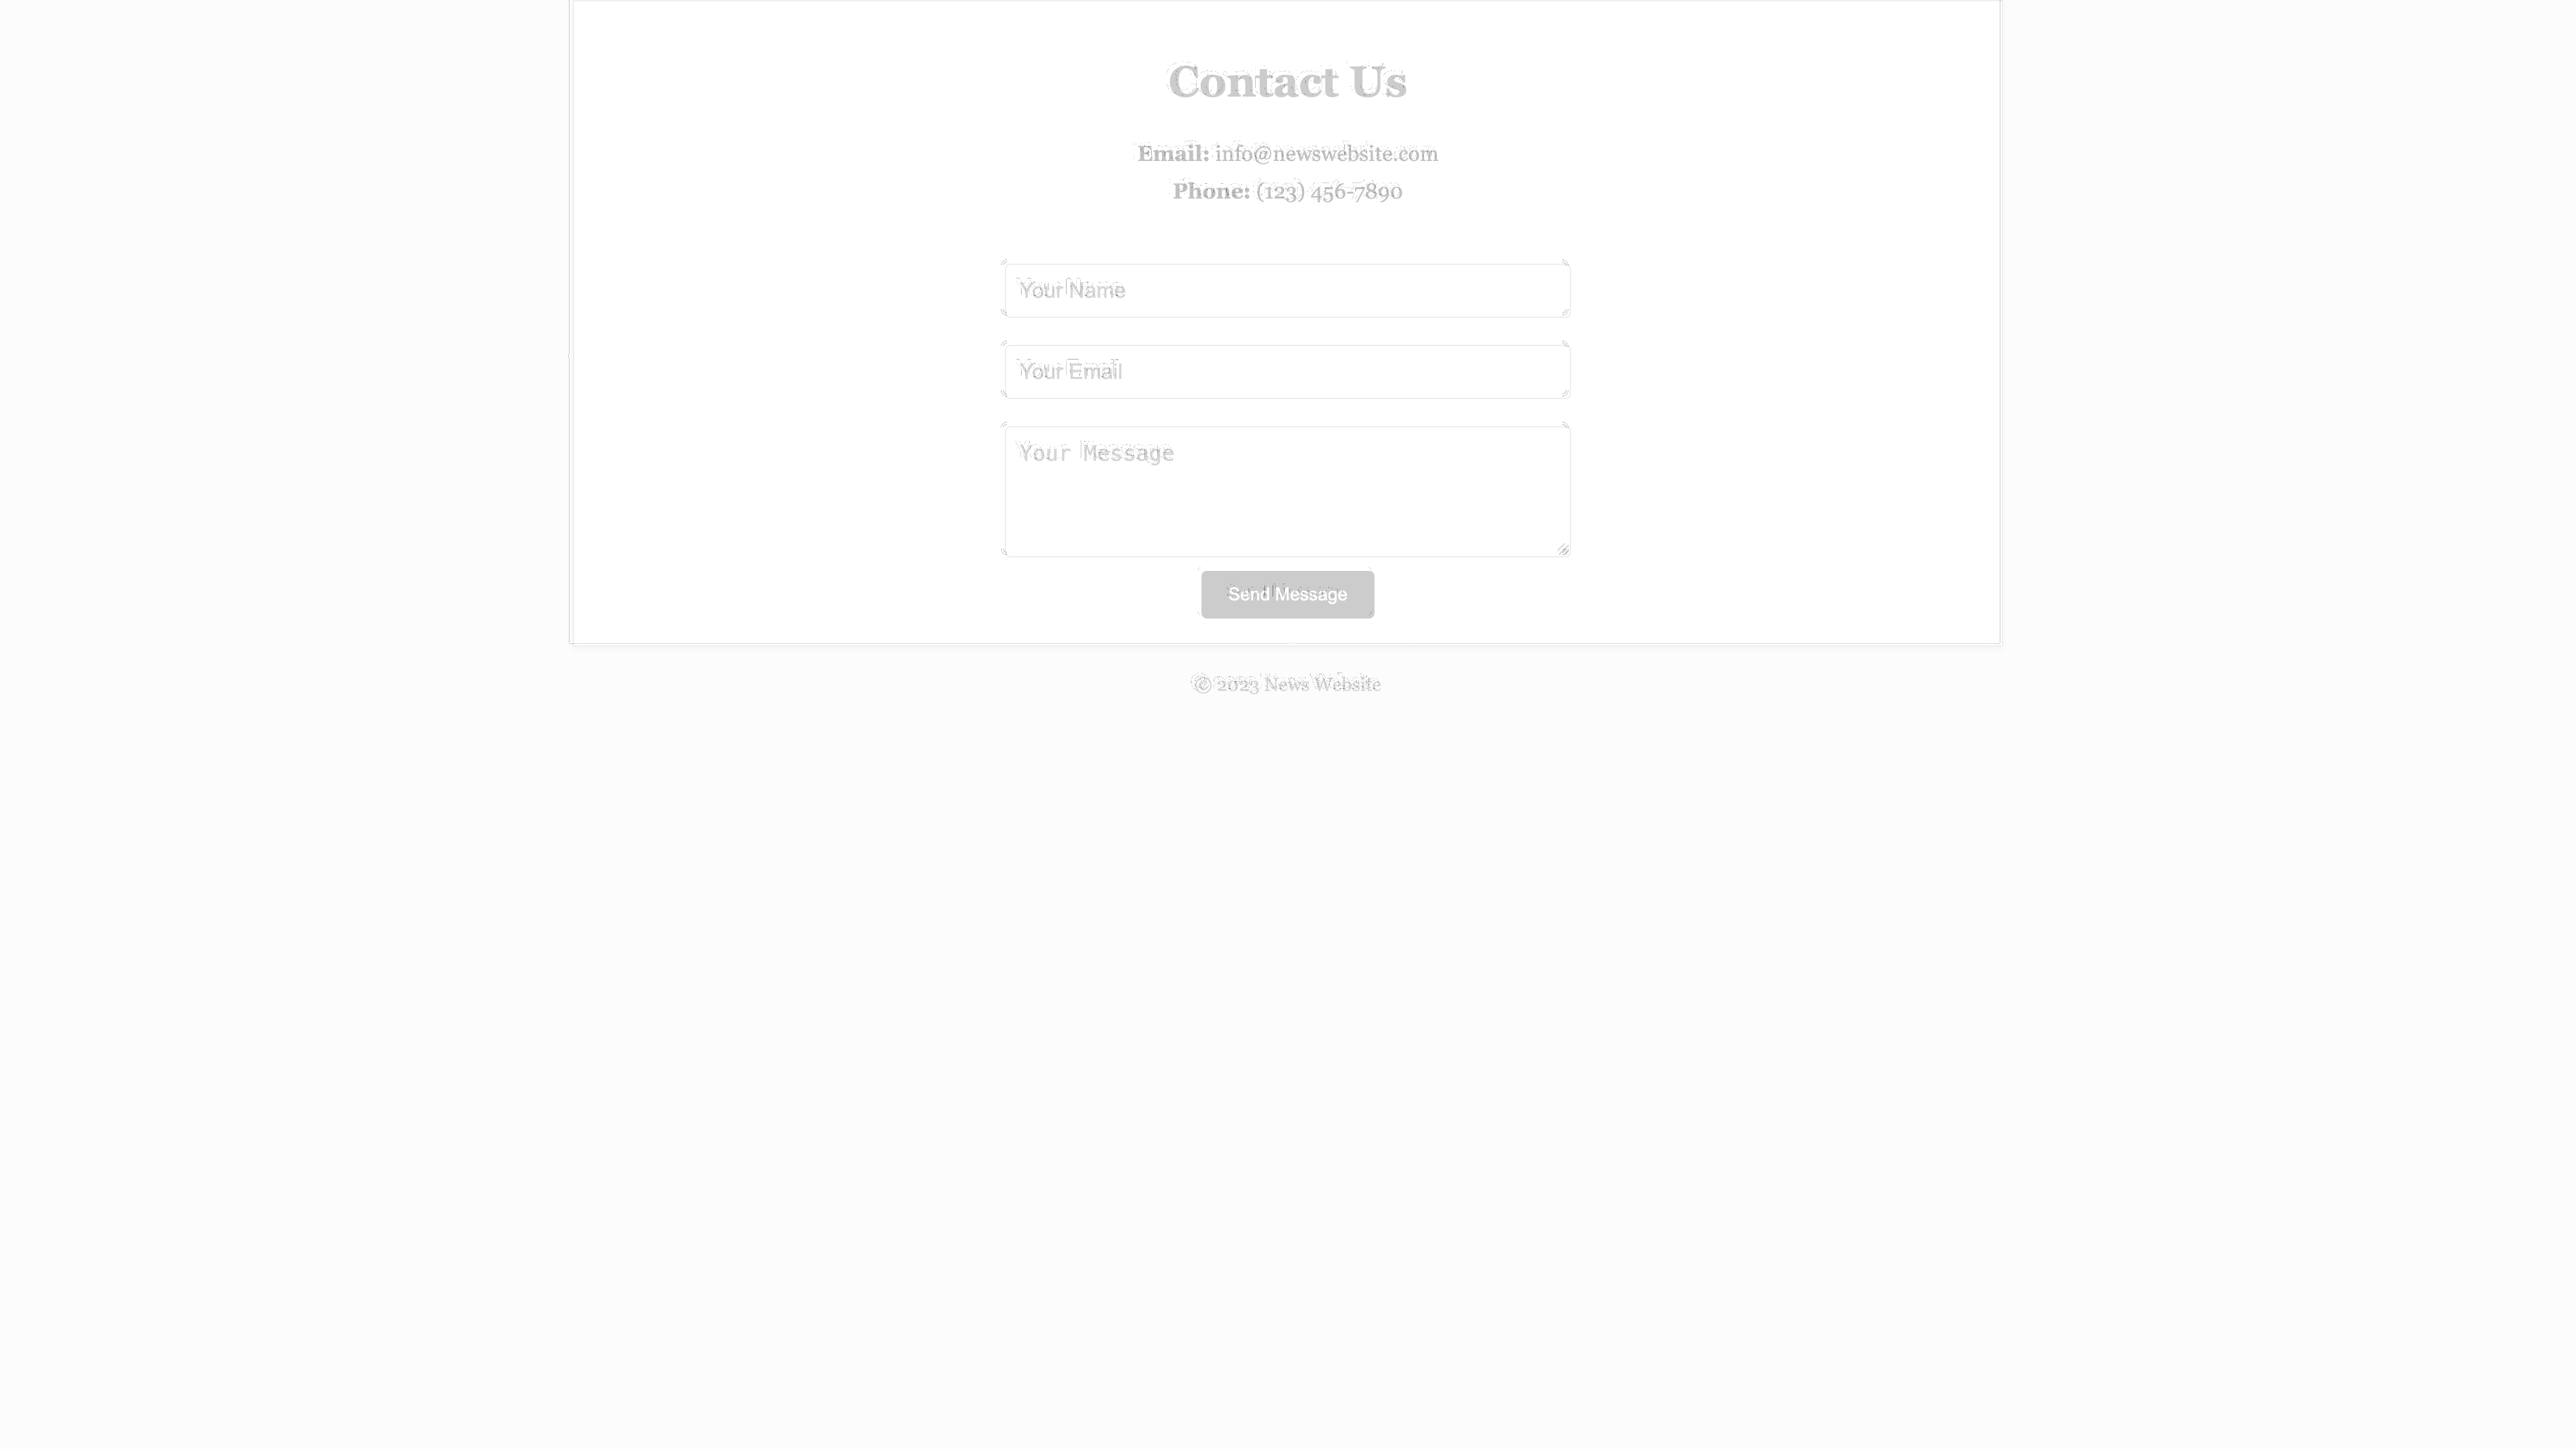 Contact Us
Email: info@newswebsite.com
Phone: (123) 456-7890
Your Name
Your Email
Your Message
Send Message
© 2023 News Website